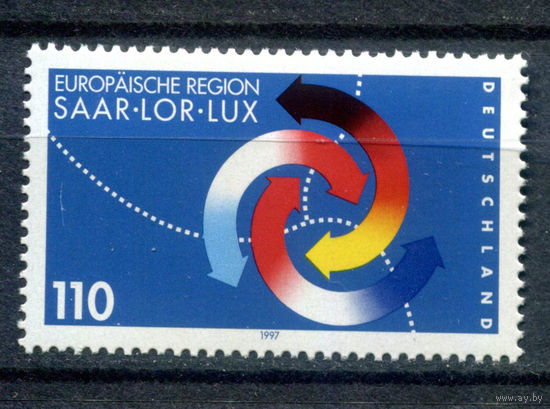 EUROPÄISCHE REGION
SAAR·LOR·LUX
DEUTSCHLAND
110
1997
www.ay.by